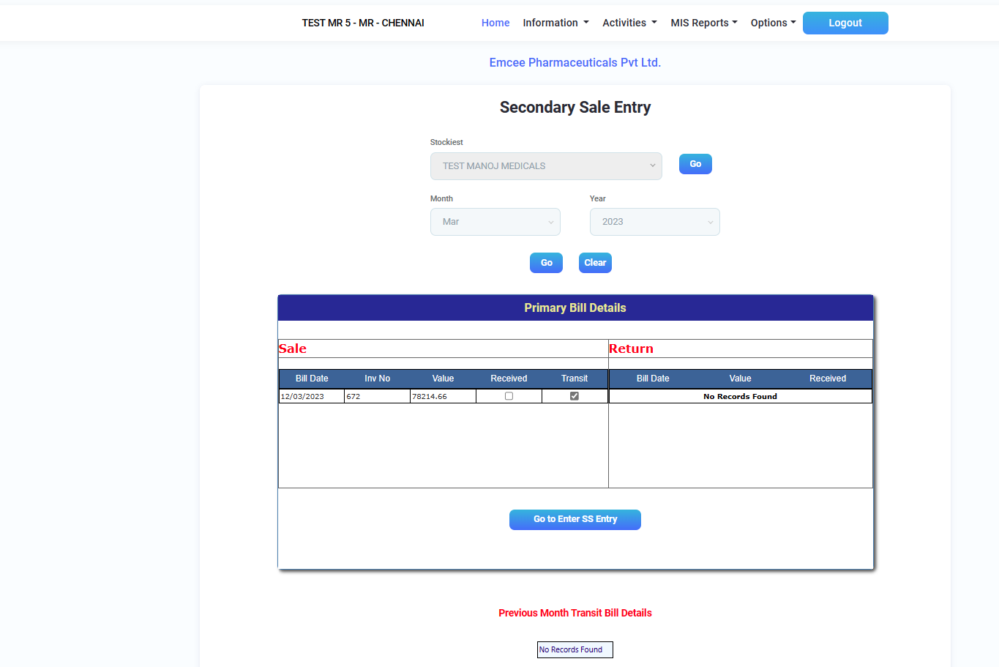 TEST MR 5 - MR - CHENNAI Home Information Activities MIS Reports Options Logout
Emcee Pharmaceuticals Pvt Ltd.
Secondary Sale Entry
Stockiest
TEST MANOJ MEDICALS Go
Month Year
Mar 2023
Go Clear
Primary Bill Details
Sale Return
Bill Date Inv No Value Received Transit Bill Date Value Received
12/03/2023 672 78214.66 No Records Found
Go to Enter SS Entry
Previous Month Transit Bill Details
No Records Found